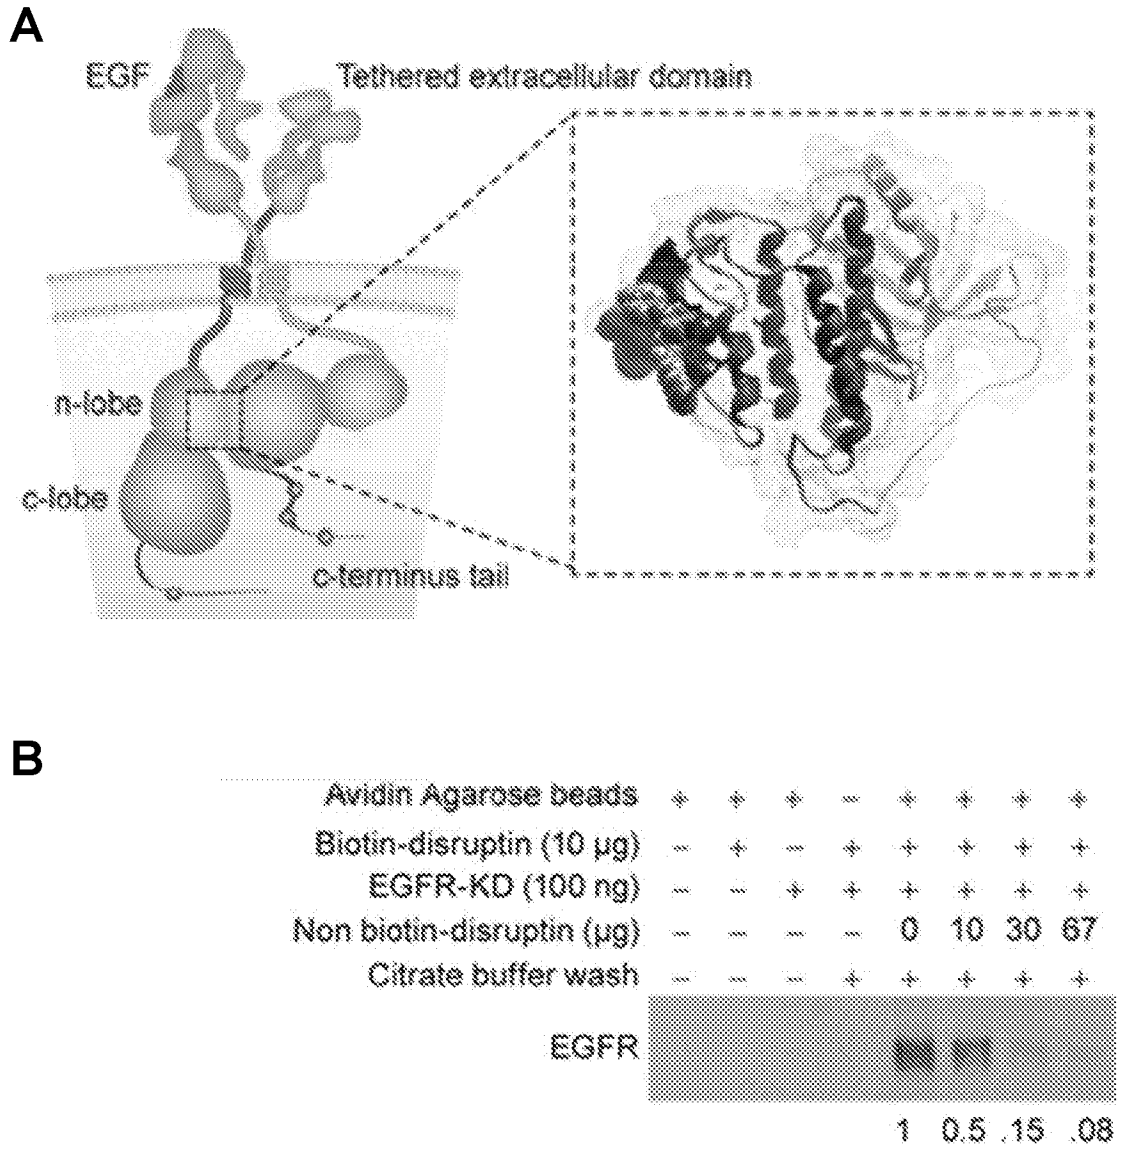 A
EGF
Tethered extracellular domain
n-lobe
c-lobe
c-terminus tail
B
Avidin Agarose beads + + + − + + + +
Biotin-disruptin (10 µg) − + − + + + + +
EGFR-KD (100 ng) − − + + + + + +
Non biotin-disruptin (µg) − − − − 0 10 30 67
Citrate buffer wash − − − + + + + +
EGFR
1 0.5 .15 .08